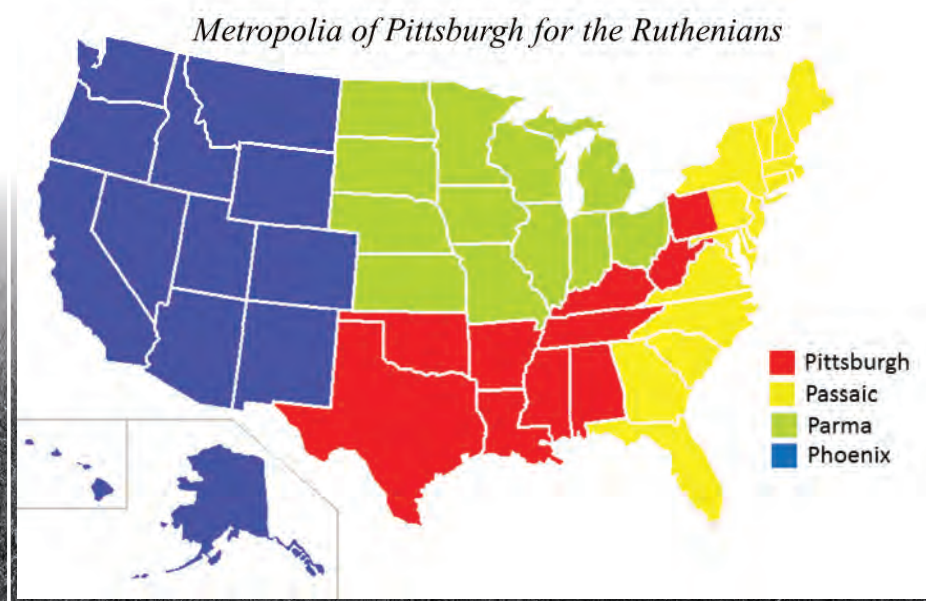 Metropolia of Pittsburgh for the Ruthenians
Pittsburgh
Passaic
Parma
Phoenix